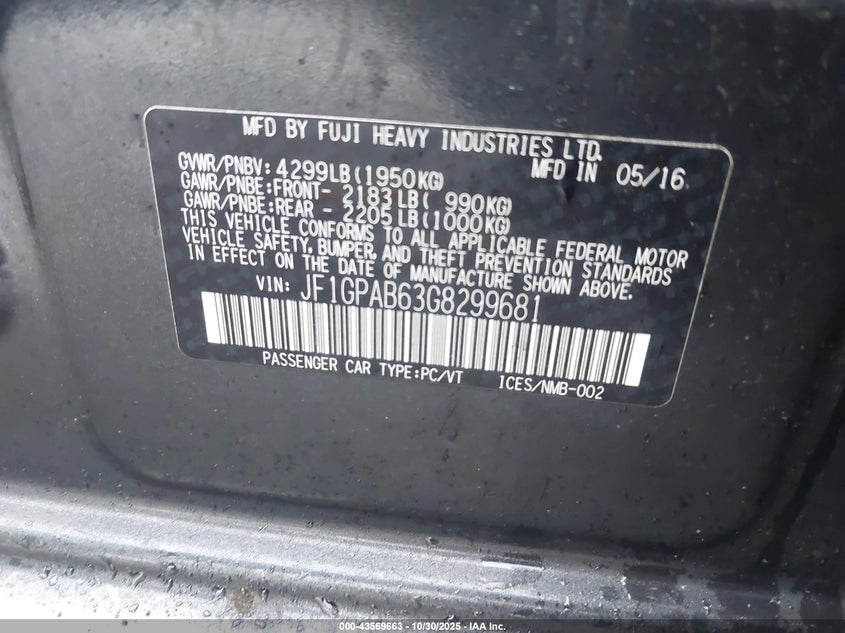 MFD BY FUJI HEAVY INDUSTRIES LTD.
MFD IN 05/16
GVWR/PNBV: 4299LB(1950KG)
GAWR/PNBE:FRONT- 2183LB( 990KG)
GAWR/PNBE:REAR - 2205LB(1000KG)
THIS VEHICLE CONFORMS TO ALL APPLICABLE FEDERAL MOTOR
VEHICLE SAFETY, BUMPER, AND THEFT PREVENTION STANDARDS
IN EFFECT ON THE DATE OF MANUFACTURE SHOWN ABOVE.
VIN: JF1GPAB63G8299681
PASSENGER CAR TYPE:PC/VT ICES/NMB-002
000-43569663 - 10/30/2025 - IAA Inc.